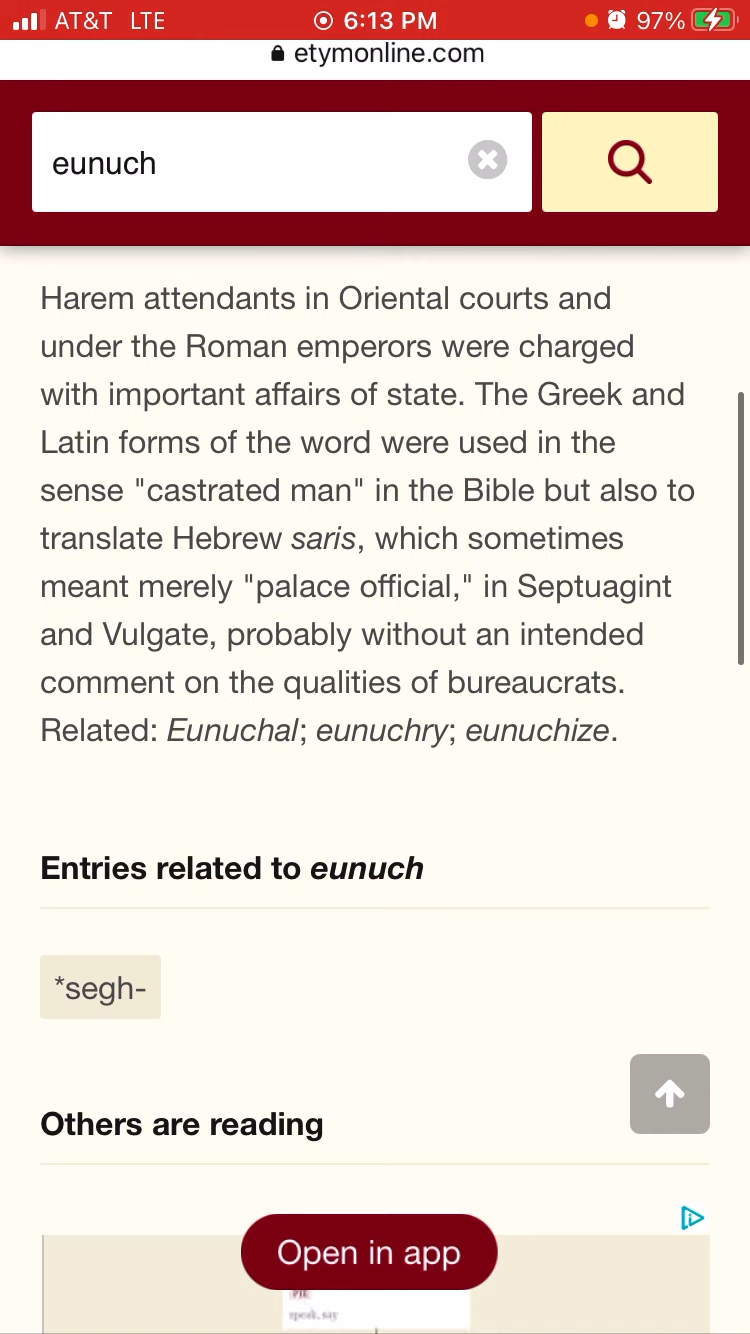 AT&T LTE 6:13 PM 97%
etymonline.com
eunuch
Harem attendants in Oriental courts and
under the Roman emperors were charged
with important affairs of state. The Greek and
Latin forms of the word were used in the
sense "castrated man" in the Bible but also to
translate Hebrew saris, which sometimes
meant merely "palace official," in Septuagint
and Vulgate, probably without an intended
comment on the qualities of bureaucrats.
Related: Eunuchal; eunuchry; eunuchize.
Entries related to eunuch
*segh-
Others are reading
Open in app
PIE
speak, say